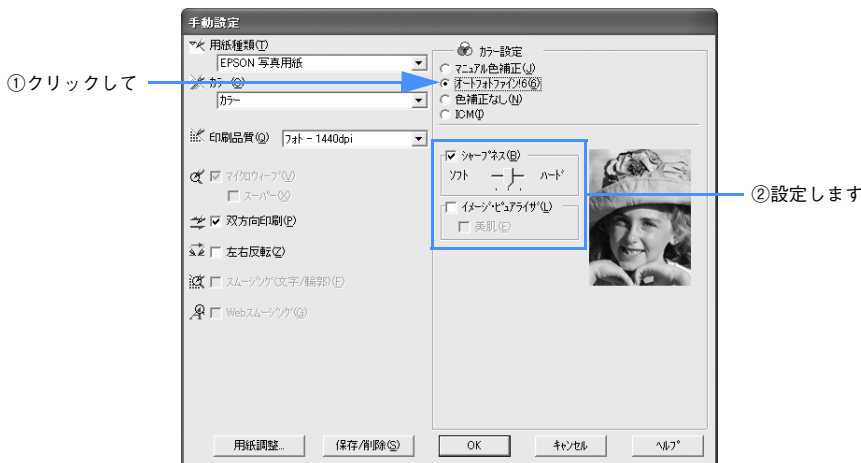 手動設定
用紙種類(T)
EPSON 写真用紙
①クリックして
カラー(O)
カラー
印刷品質(Q) フォト - 1440dpi
マイクロウィーブ(V)
スーパー(X)
双方向印刷(P)
左右反転(Z)
スムージング(文字/輪郭)(F)
Webスムージング(G)
カラー設定
マニュアル色補正(J)
オートフォトファイン!6(6)
色補正なし(N)
ICM(I)
シャープネス(B)
ソフト ハード
イメージ・ピュアライザ(L)
美肌(E)
②設定します
用紙調整...
保存/削除(S)
OK
キャンセル
ヘルプ